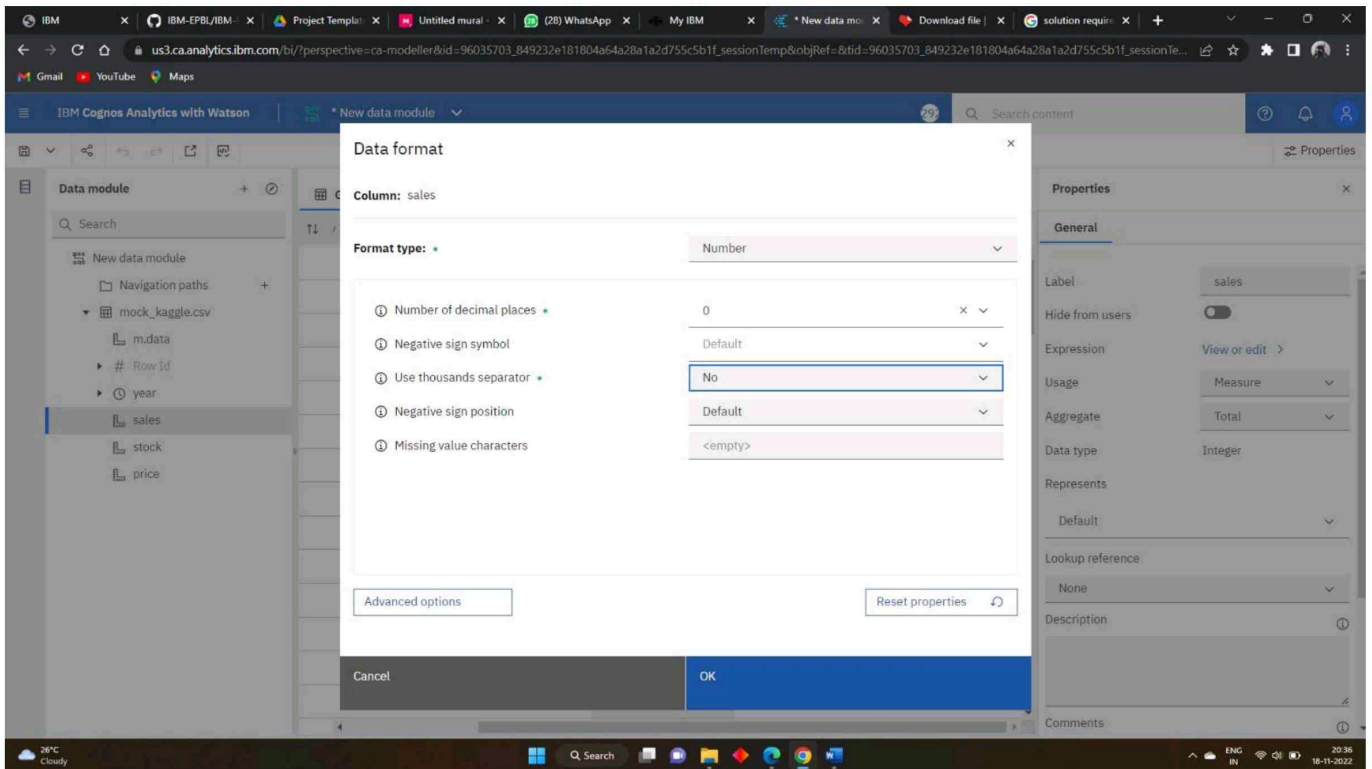 IBM
IBM-EPBL/IBM-
Project Templat
Untitled mural -
(28) WhatsApp
My IBM
* New data mo
Download file |
solution require
us3.ca.analytics.ibm.com/bi/?perspective=ca-modeller&id=96035703_849232e181804a64a28a1a2d755c5b1f_sessionTemp&objRef=&tid=96035703_849232e181804a64a28a1a2d755c5b1f_sessionTe...
Gmail YouTube Maps
IBM Cognos Analytics with Watson
* New data module
Search content
Properties
Data module
Search
New data module
Navigation paths
mock_kaggle.csv
m.data
# Row Id
year
sales
stock
price
Data format
Column: sales
Format type: Number
Number of decimal places 0
Negative sign symbol Default
Use thousands separator No
Negative sign position Default
Missing value characters <empty>
Advanced options
Reset properties
Cancel
OK
Properties
General
Label sales
Hide from users
Expression View or edit >
Usage Measure
Aggregate Total
Data type Integer
Represents
Default
Lookup reference
None
Description
Comments
26°C
Cloudy
Search
ENG
IN
20:36
18-11-2022